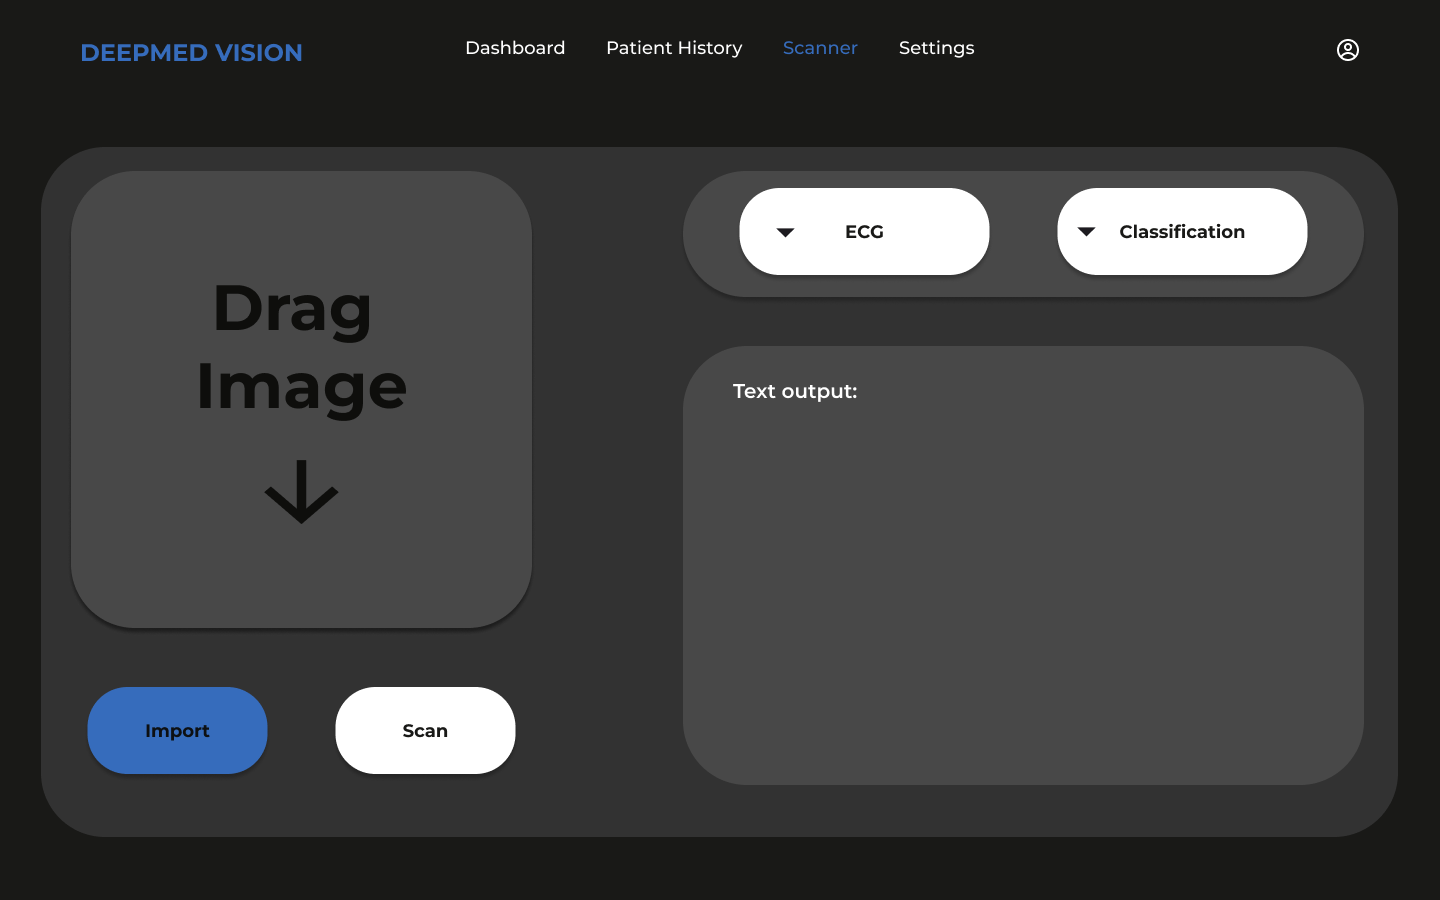 DEEPMED VISION
Dashboard
Patient History
Scanner
Settings
Drag
Image
ECG
Classification
Text output:
Import
Scan